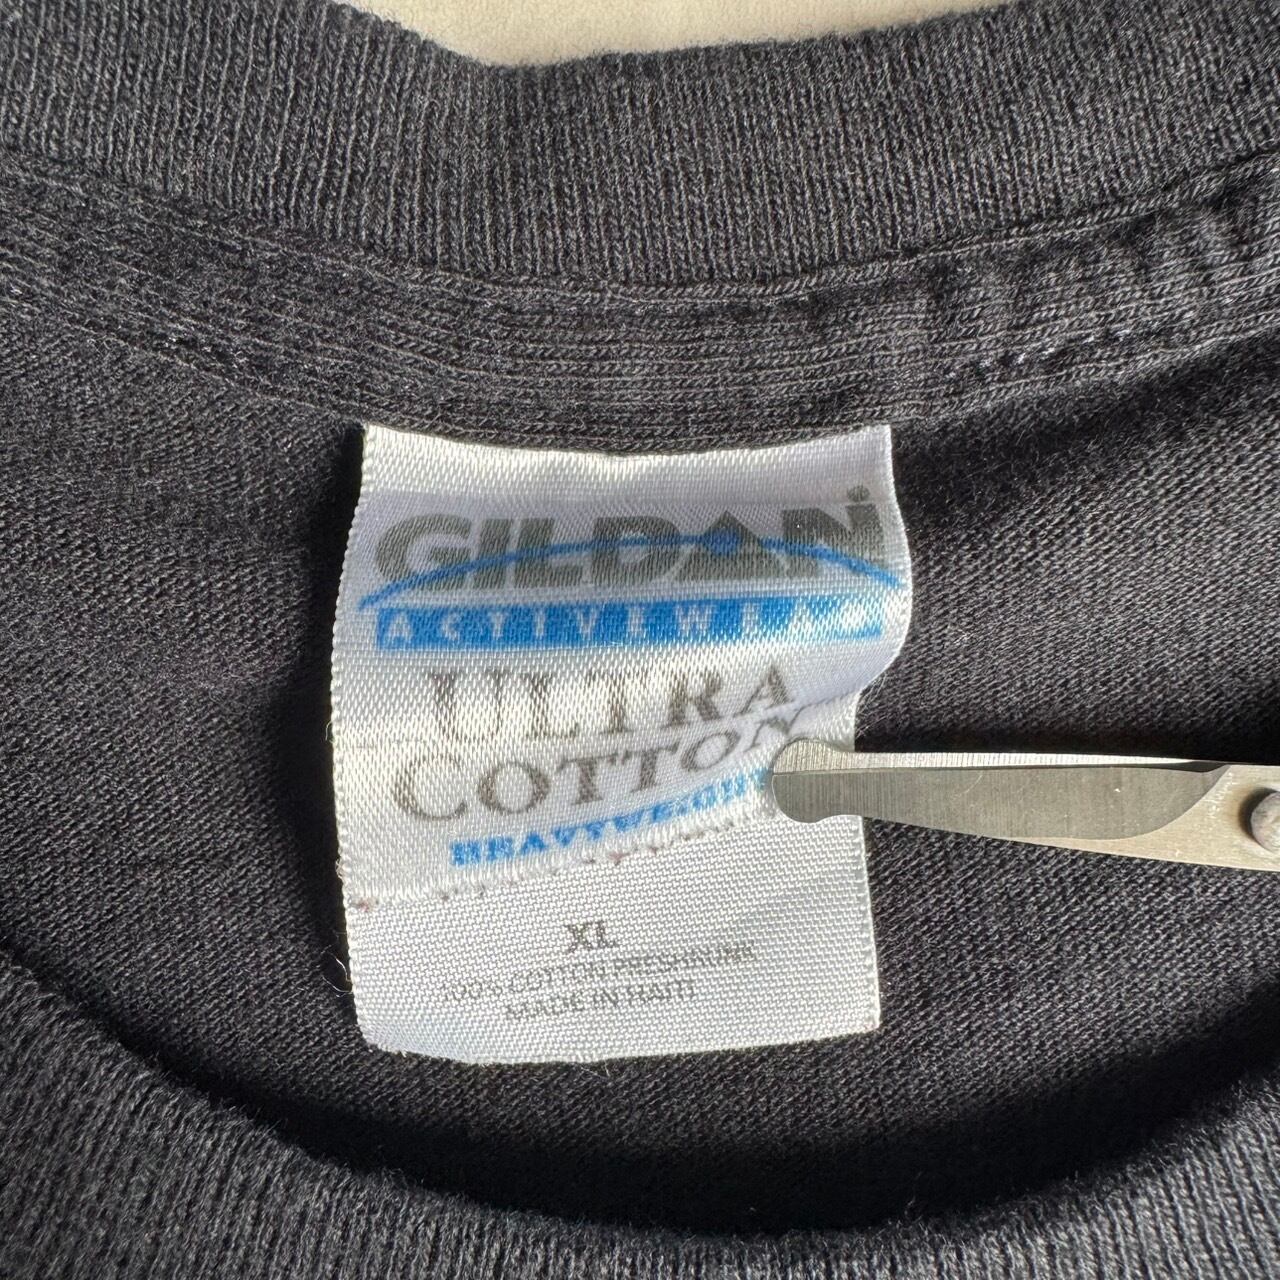 GILDAN®
ACTIVEWEAR
ULTRA
COTTON
HEAVYWEIGHT
XL
100% COTTON PRESHRUNK
MADE IN HAITI